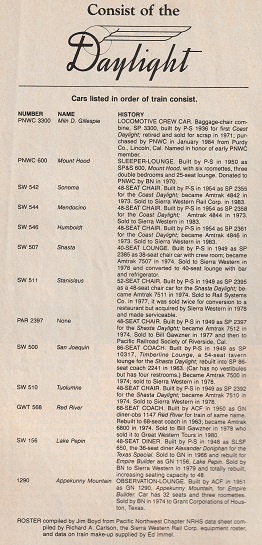 Consist of the
Daylight
Cars listed in order of train consist.
NUMBER NAME HISTORY
PNWC 3300 Miln D. Gillespie LOCOMOTIVE CREW CAR. Baggage-chair com-
bine, SP 3300, built by P-S 1936 for first Coast
Daylight; retired and sold for scrap in 1971; pur-
chased by PNWC in January 1984 from Purdy
Co., Lincoln, Cal. Named in honor of early PNWC
member.
PNWC 600 Mount Hood SLEEPER-LOUNGE. Built by P-S in 1950 as
SP&S 600, Mount Hood, with six roomettes, three
double bedrooms and 25-seat lounge. Donated to
PNWC by BN in 1970.
SW 542 Sonoma 48-SEAT CHAIR. Built by P-S in 1954 as SP 2355
for the Coast Daylight; became Amtrak 4842 in
1973. Sold to Sierra Western Rail Corp. in 1983.
SW 544 Mendocino 48-SEAT CHAIR. Built by P-S in 1954 as SP 2358
for the Coast Daylight; Amtrak 4844 in 1973.
Sold to Sierra Western in 1983.
SW 546 Humboldt 48-SEAT CHAIR. Built by P-S in 1954 as SP 2361
for the Coast Daylight; became Amtrak 4846 in
1973. Sold to Sierra Western in 1983.
SW 507 Shasta 40-SEAT LOUNGE. Built by P-S in 1949 as SP
2385 as 38-seat chair car with crew room; became
Amtrak 7507 in 1974. Sold to Sierra Western in
1978 and converted to 40-seat lounge with bar
and refrigerator.
SW 511 Stanislaus 52-SEAT CHAIR. Built by P-S in 1949 as SP 2395
as a 48-seat chair car for the Shasta Daylight; be-
came Amtrak 7511 in 1974. Sold to Rail Systems
Co. in 1977, it was sold twice for conversion to a
restaurant but acquired by Sierra Western in 1978
and made serviceable.
PAR 2397 None 48-SEAT CHAIR. Built by P-S in 1949 as SP 2397
for the Shasta Daylight; became Amtrak 7512 in
1974. Sold to Bill Gawzner in 1977 and then to
Pacific Railroad Society of Riverside, Cal.
SW 500 San Joaquin 66-SEAT COACH. Built by P-S in 1949 as SP
10317, Timberline Lounge, a 54-seat tavern
lounge for the Shasta Daylight; rebuilt into SP 66-
seat coach 2241 in 1963. (Car has no vestibules
but has four restrooms.) Became Amtrak 7500 in
1974; sold to Sierra Western in 1978.
SW 510 Tuolumne 48-SEAT CHAIR. Built by P-S in 1949 as SP 2392
for the Shasta Daylight; became Amtrak 7510 in
1974. Sold to Sierra Western in 1978.
GWT 568 Red River 68-SEAT COACH. Built by ACF in 1950 as GN
diner-obs 1147 Red River for train of same name.
Rebuilt to 68-seat coach in 1963; became Amtrak
6800 in 1974. Sold to Bill Gawzner in 1978 who
sold it to Great Western Tours in 1980.
SW 156 Lake Pepin 48-SEAT DINER. Built by P-S in 1948 as SLSF
650, the 36-seat diner Alexander Doniphan for the
Texas Special. Sold to GN in 1966 and rebuilt for
Empire Builder as GN 1156, Lake Pepin. Sold by
BN to Sierra Western in 1979 and totally rebuilt,
increasing seating capacity to 48.
1290 Appekunny Mountain OBSERVATION-LOUNGE. Built by ACF in 1951
as GN 1290, Appekunny Mountain, for Empire
Builder. Car has 32 seats and three roomettes.
Sold by BN in 1974 to Grant Corporations of Hous-
ton, Texas.
ROSTER compiled by Jim Boyd from Pacific Northwest Chapter NRHS data sheet com-
piled by Richard A. Carlson, the Sierra Western Rail Corp. equipment roster,
and data on train make-up supplied by Ed Immel.